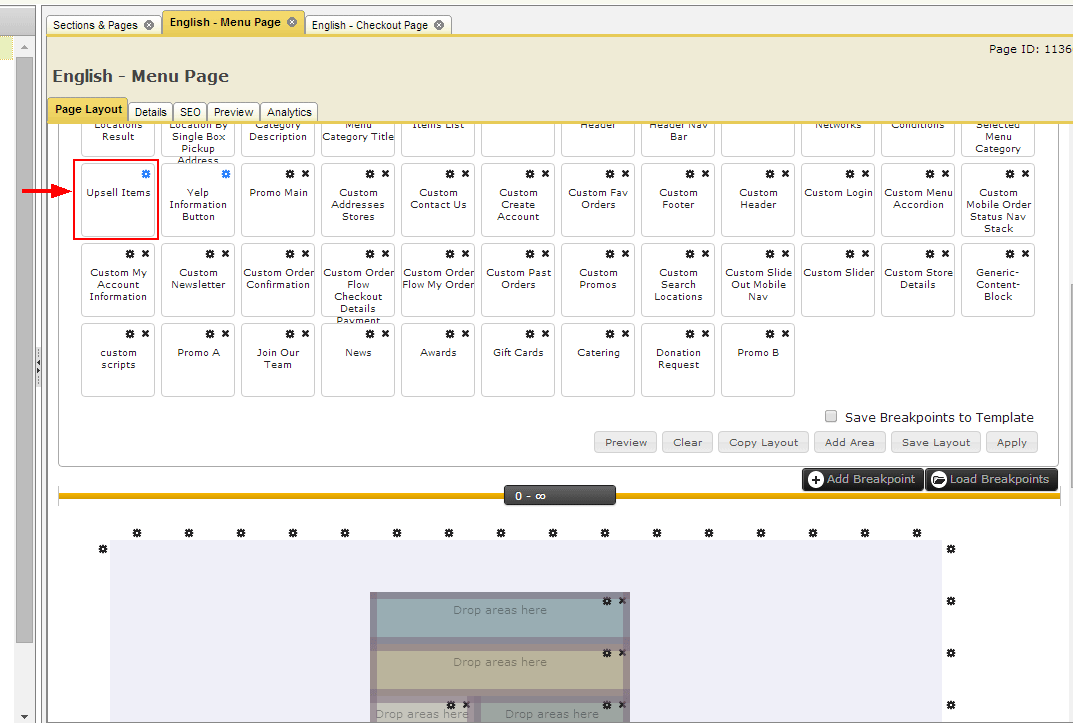 Sections & Pages
English - Menu Page
English - Checkout Page
Page ID: 1136
English - Menu Page
Page Layout
Details
SEO
Preview
Analytics
Locations
Result
Location By
Single Box
Pickup
Address
Category
Description
Menu
Category Title
Items List
Header
Header Nav
Bar
Networks
Conditions
Selected
Menu
Category
Upsell Items
Yelp
Information
Button
Promo Main
Custom
Addresses
Stores
Custom
Contact Us
Custom
Create
Account
Custom Fav
Orders
Custom
Footer
Custom
Header
Custom Login
Custom Menu
Accordion
Custom
Mobile Order
Status Nav
Stack
Custom My
Account
Information
Custom
Newsletter
Custom Order
Confirmation
Custom Order
Flow
Checkout
Details
Payment
Custom Order
Flow My Order
Custom Past
Orders
Custom
Promos
Custom
Search
Locations
Custom Slide
Out Mobile
Nav
Custom Slider
Custom Store
Details
Generic-
Content-
Block
custom
scripts
Promo A
Join Our
Team
News
Awards
Gift Cards
Catering
Donation
Request
Promo B
Save Breakpoints to Template
Preview
Clear
Copy Layout
Add Area
Save Layout
Apply
Add Breakpoint
Load Breakpoints
0 - ∞
Drop areas here
Drop areas here
Drop areas here
Drop areas here